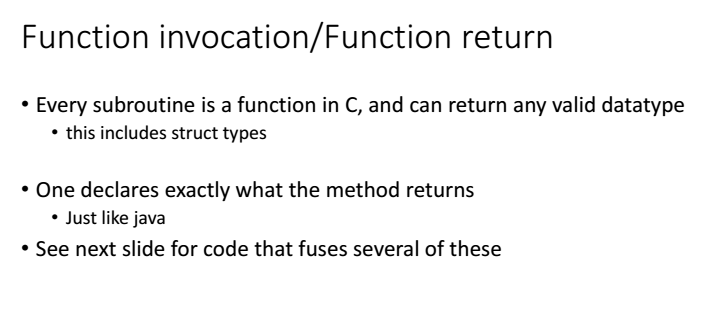 Function invocation/Function return
• Every subroutine is a function in C, and can return any valid datatype
• this includes struct types
• One declares exactly what the method returns
• Just like java
• See next slide for code that fuses several of these